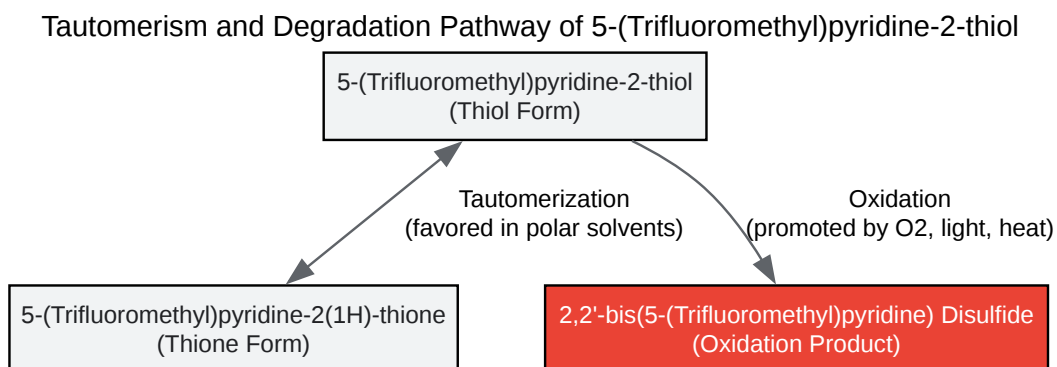 Tautomerism and Degradation Pathway of 5-(Trifluoromethyl)pyridine-2-thiol
5-(Trifluoromethyl)pyridine-2-thiol
(Thiol Form)
Tautomerization
(favored in polar solvents)
Oxidation
(promoted by O2, light, heat)
5-(Trifluoromethyl)pyridine-2(1H)-thione
(Thione Form)
2,2'-bis(5-(Trifluoromethyl)pyridine) Disulfide
(Oxidation Product)